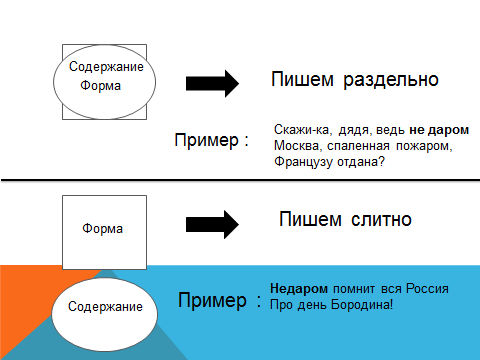 Содержание
Форма
Пишем раздельно
Пример :
Скажи-ка, дядя, ведь не даром
Москва, спаленная пожаром,
Французу отдана?
Форма
Пишем слитно
Содержание
Пример :
Недаром помнит вся Россия
Про день Бородина!